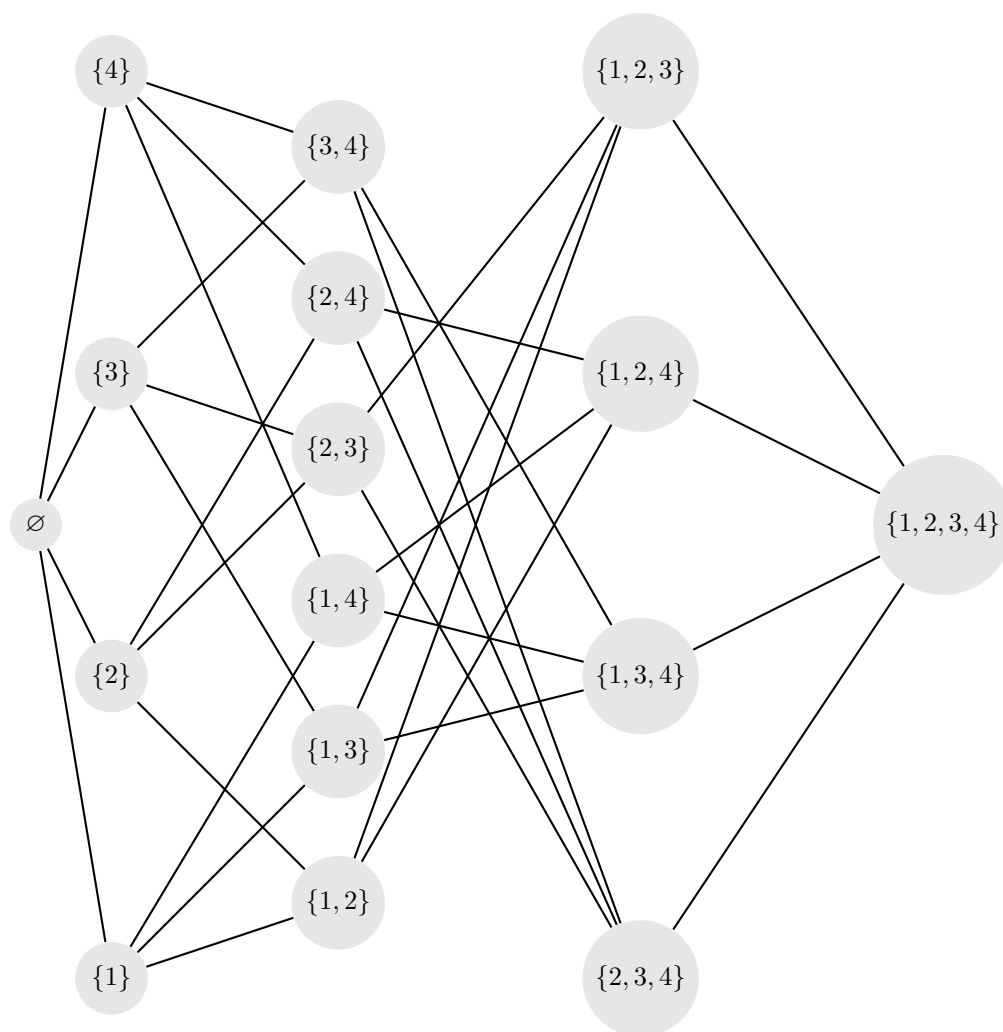 {4}
{1, 2, 3}
{3, 4}
{2, 4}
{3}
{1, 2, 4}
{2, 3}
∅
{1, 2, 3, 4}
{1, 4}
{2}
{1, 3, 4}
{1, 3}
{1, 2}
{1}
{2, 3, 4}